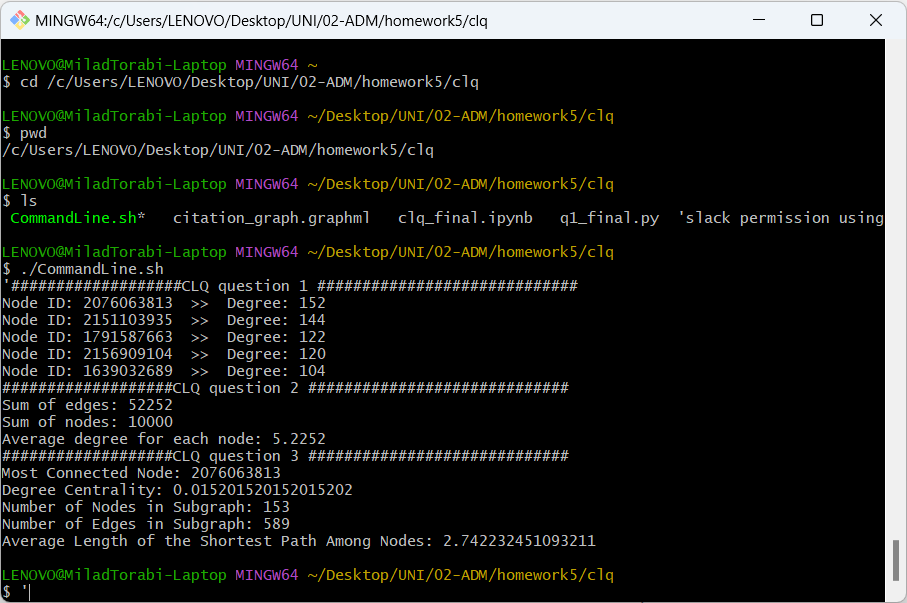 MINGW64:/c/Users/LENOVO/Desktop/UNI/02-ADM/homework5/clq
LENOVO@MiladTorabi-Laptop MINGW64 ~
$ cd /c/Users/LENOVO/Desktop/UNI/02-ADM/homework5/clq
LENOVO@MiladTorabi-Laptop MINGW64 ~/Desktop/UNI/02-ADM/homework5/clq
$ pwd
/c/Users/LENOVO/Desktop/UNI/02-ADM/homework5/clq
LENOVO@MiladTorabi-Laptop MINGW64 ~/Desktop/UNI/02-ADM/homework5/clq
$ ls
CommandLine.sh*   citation_graph.graphml   clq_final.ipynb   q1_final.py  'slack permission using
LENOVO@MiladTorabi-Laptop MINGW64 ~/Desktop/UNI/02-ADM/homework5/clq
$ ./CommandLine.sh
'###################CLQ question 1 #############################
Node ID: 2076063813  >>  Degree: 152
Node ID: 2151103935  >>  Degree: 144
Node ID: 1791587663  >>  Degree: 122
Node ID: 2156909104  >>  Degree: 120
Node ID: 1639032689  >>  Degree: 104
###################CLQ question 2 #############################
Sum of edges: 52252
Sum of nodes: 10000
Average degree for each node: 5.2252
###################CLQ question 3 #############################
Most Connected Node: 2076063813
Degree Centrality: 0.015201520152015202
Number of Nodes in Subgraph: 153
Number of Edges in Subgraph: 589
Average Length of the Shortest Path Among Nodes: 2.742232451093211
LENOVO@MiladTorabi-Laptop MINGW64 ~/Desktop/UNI/02-ADM/homework5/clq
$ '